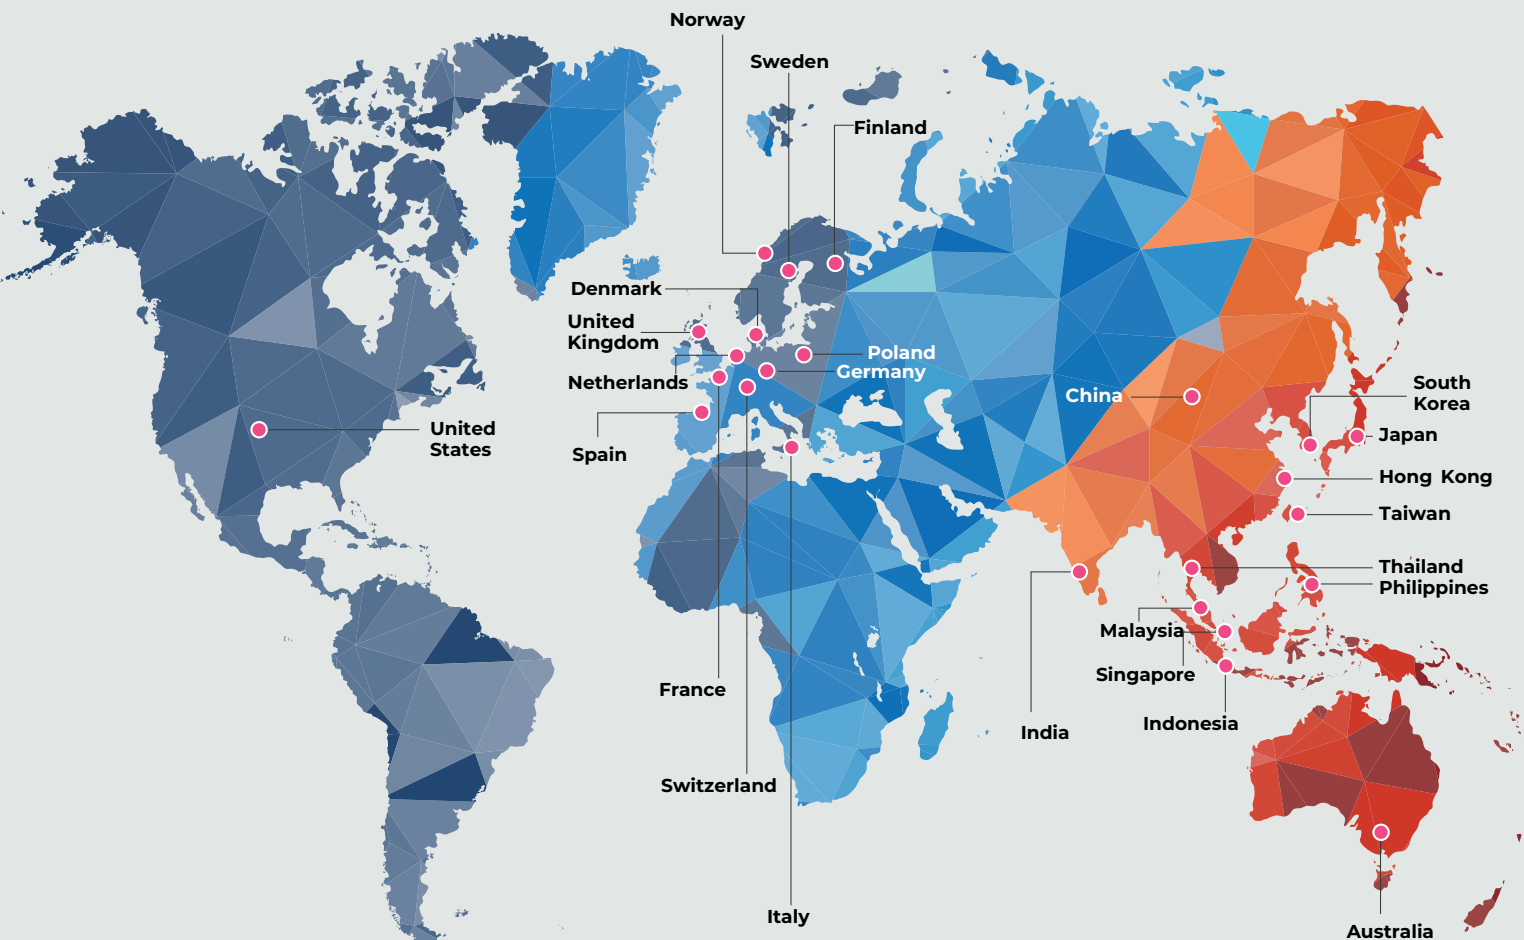 Norway
Sweden
Finland
Denmark
United
Kingdom
Poland
Germany
Netherlands
China
South
Korea
United
States
Japan
Spain
Hong Kong
Taiwan
Thailand
Philippines
Malaysia
Singapore
France
Indonesia
India
Switzerland
Italy
Australia